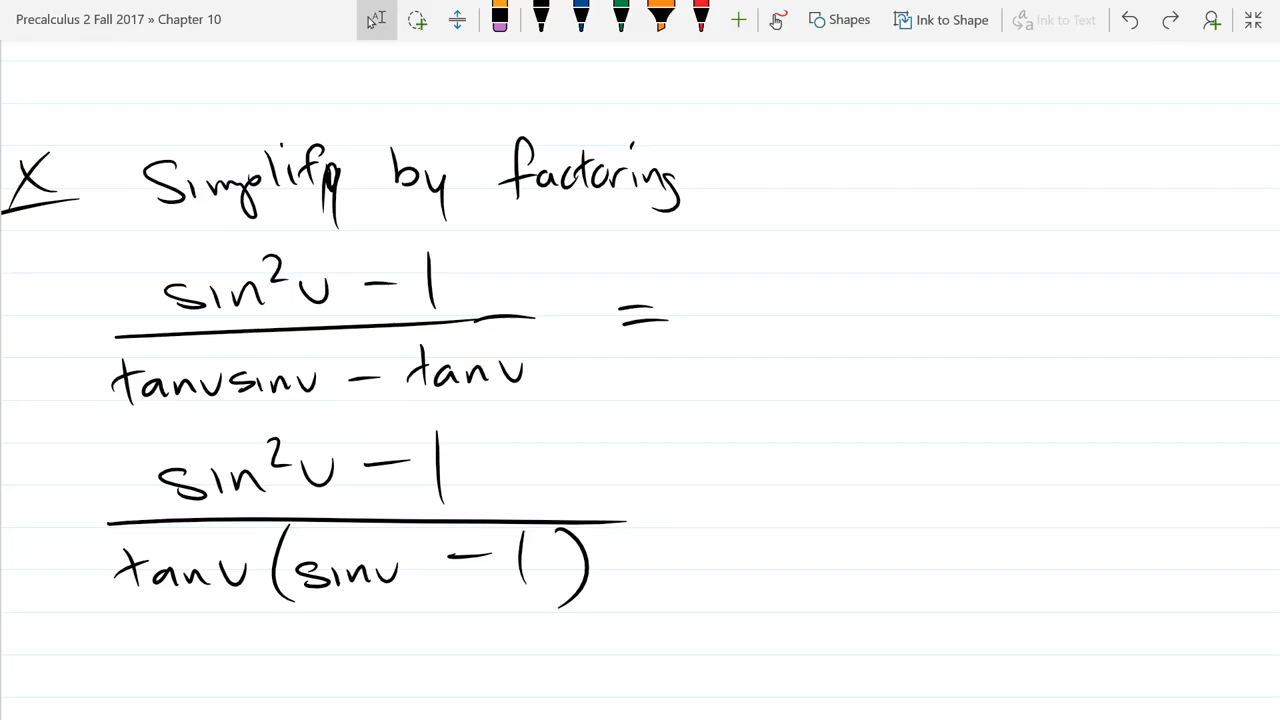 Precalculus 2 Fall 2017 » Chapter 10
Shapes
Ink to Shape
Ink to Text
X Simplify by factoring
sin²v - 1
=
tanvsinv - tanv
sin²v - 1
tanv(sinv - 1)